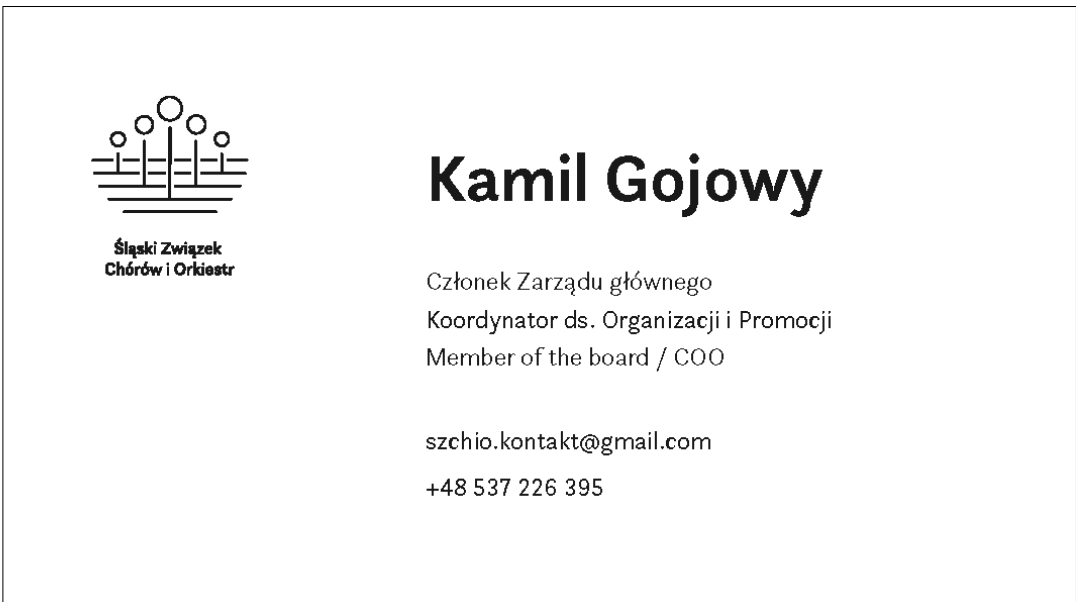 Śląski Związek
Chórów i Orkiestr
Kamil Gojowy
Członek Zarządu głównego
Koordynator ds. Organizacji i Promocji
Member of the board / COO
szchio.kontakt@gmail.com
+48 537 226 395